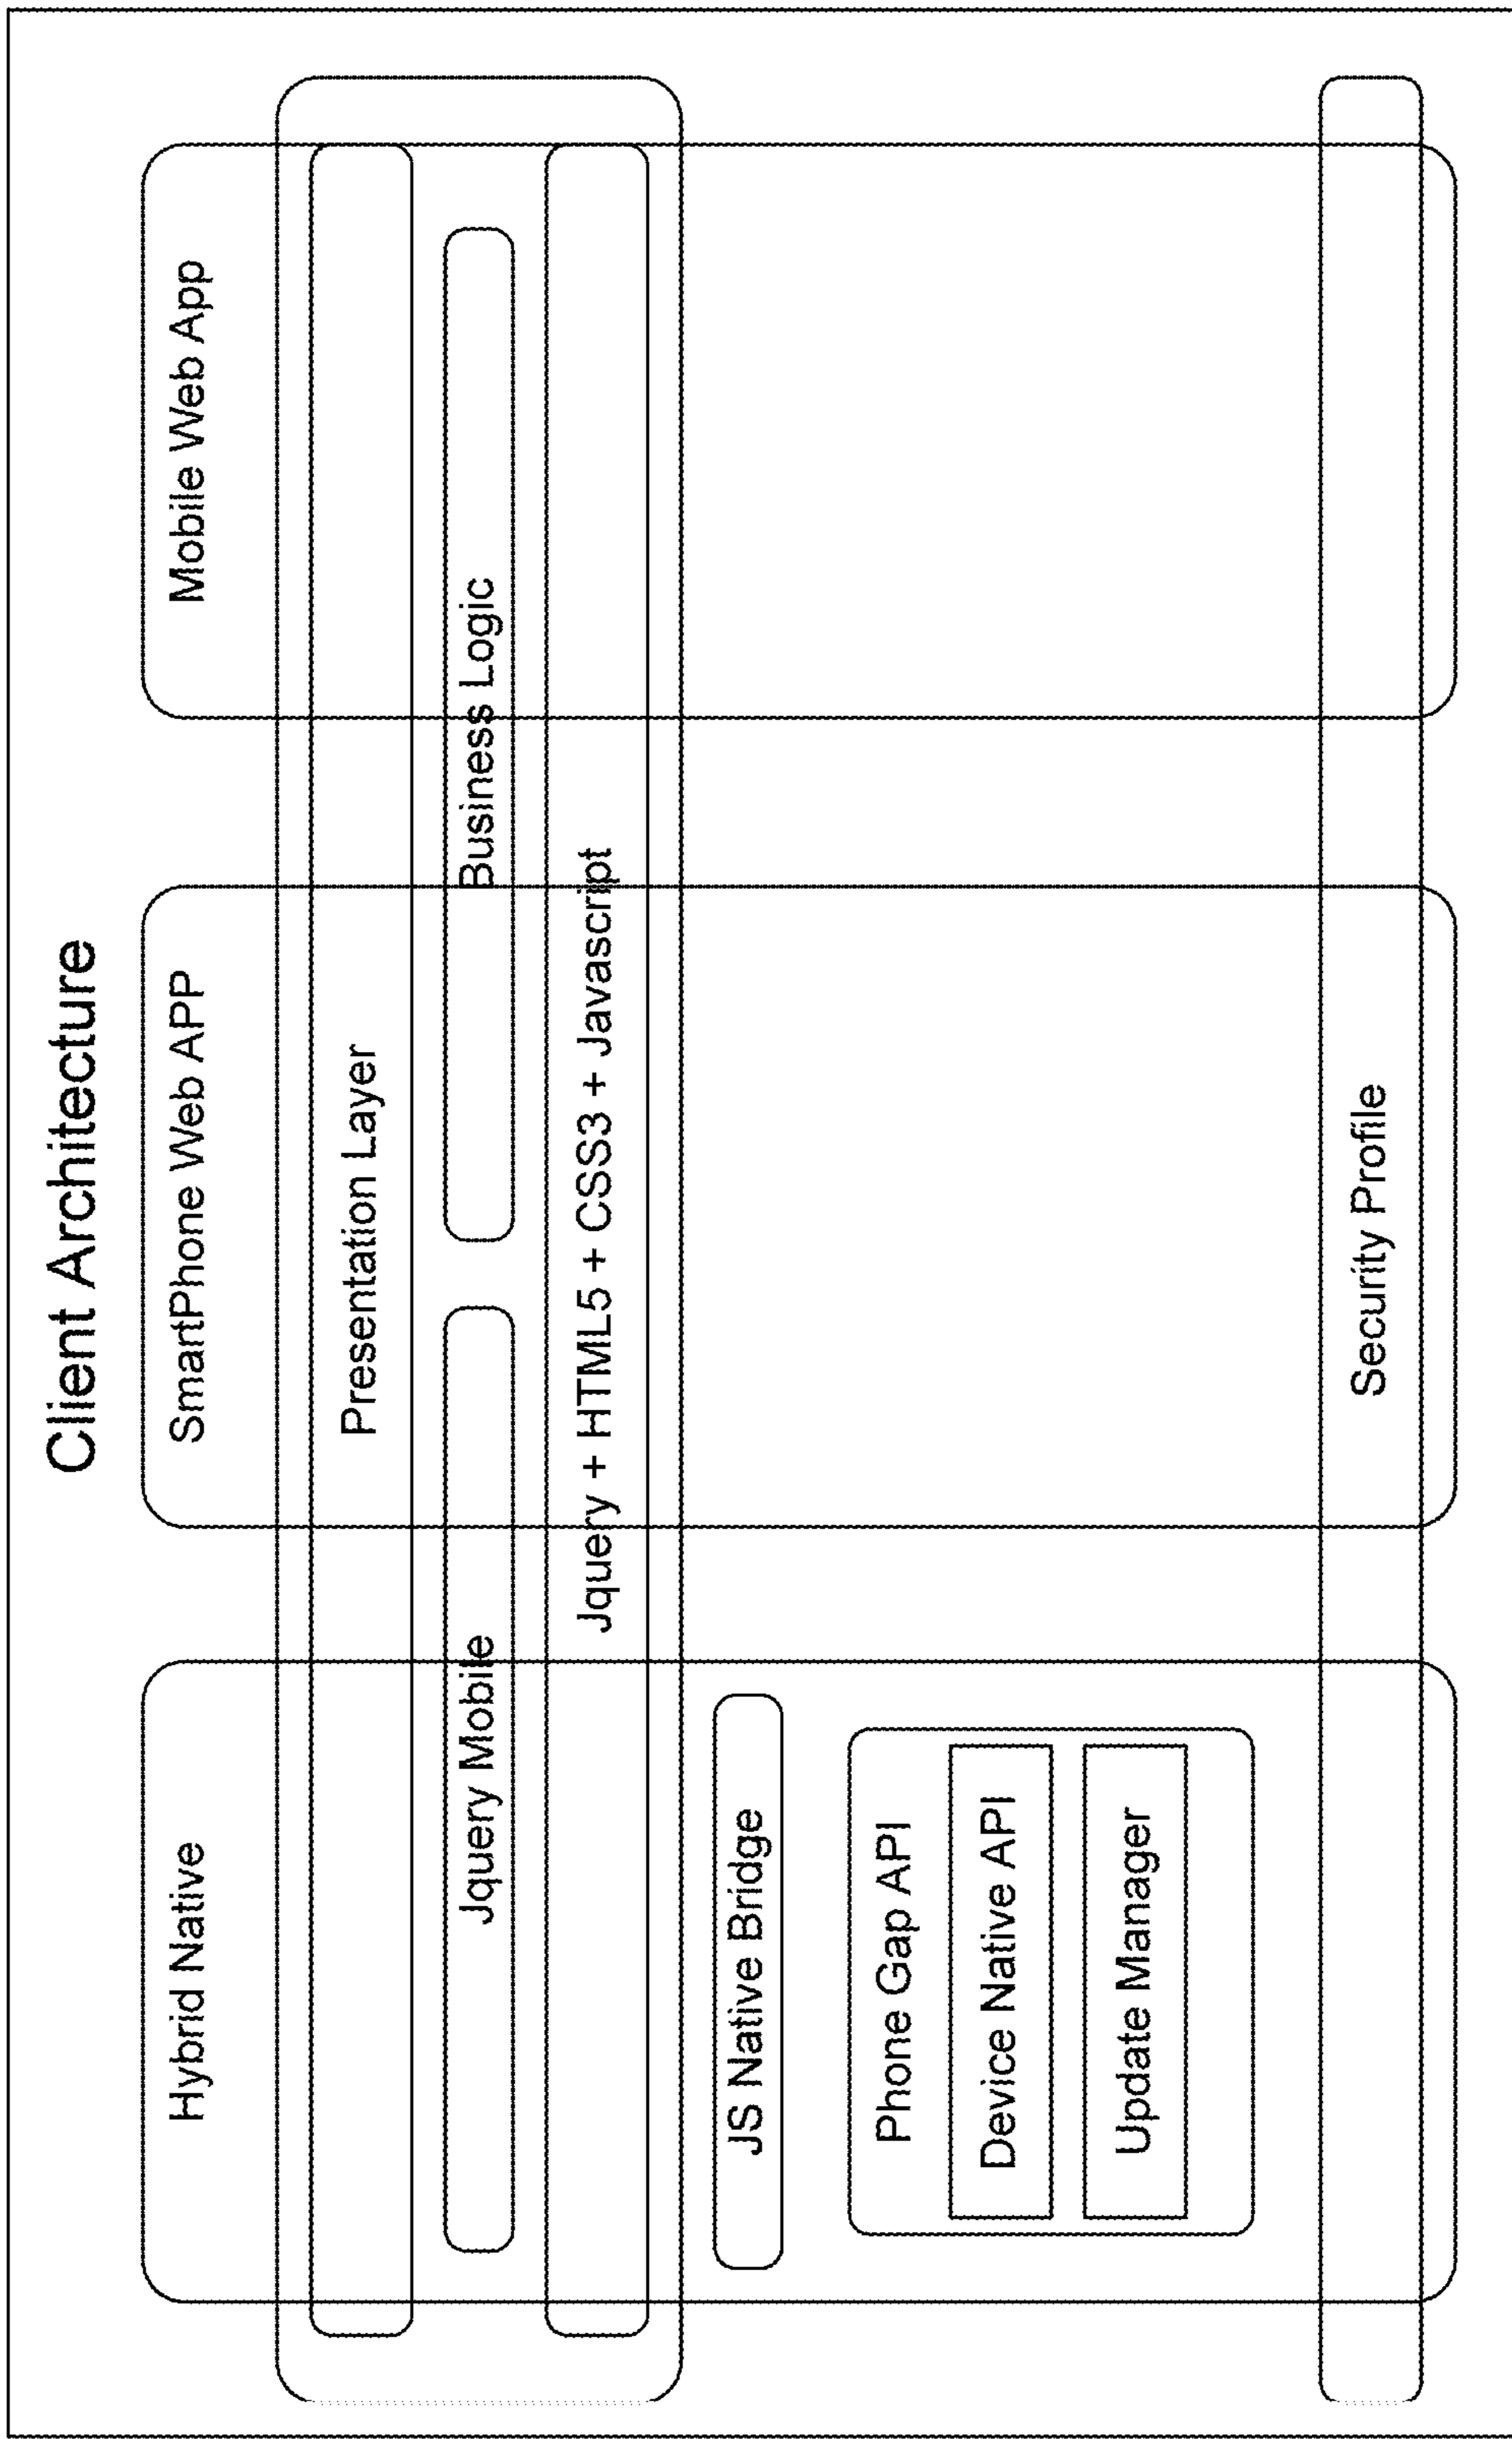 Client Architecture
Hybrid Native
SmartPhone Web APP
Mobile Web App
Presentation Layer
Jquery Mobile
Business Logic
Jquery + HTML5 + CSS3 + Javascript
JS Native Bridge
Phone Gap API
Device Native API
Update Manager
Security Profile